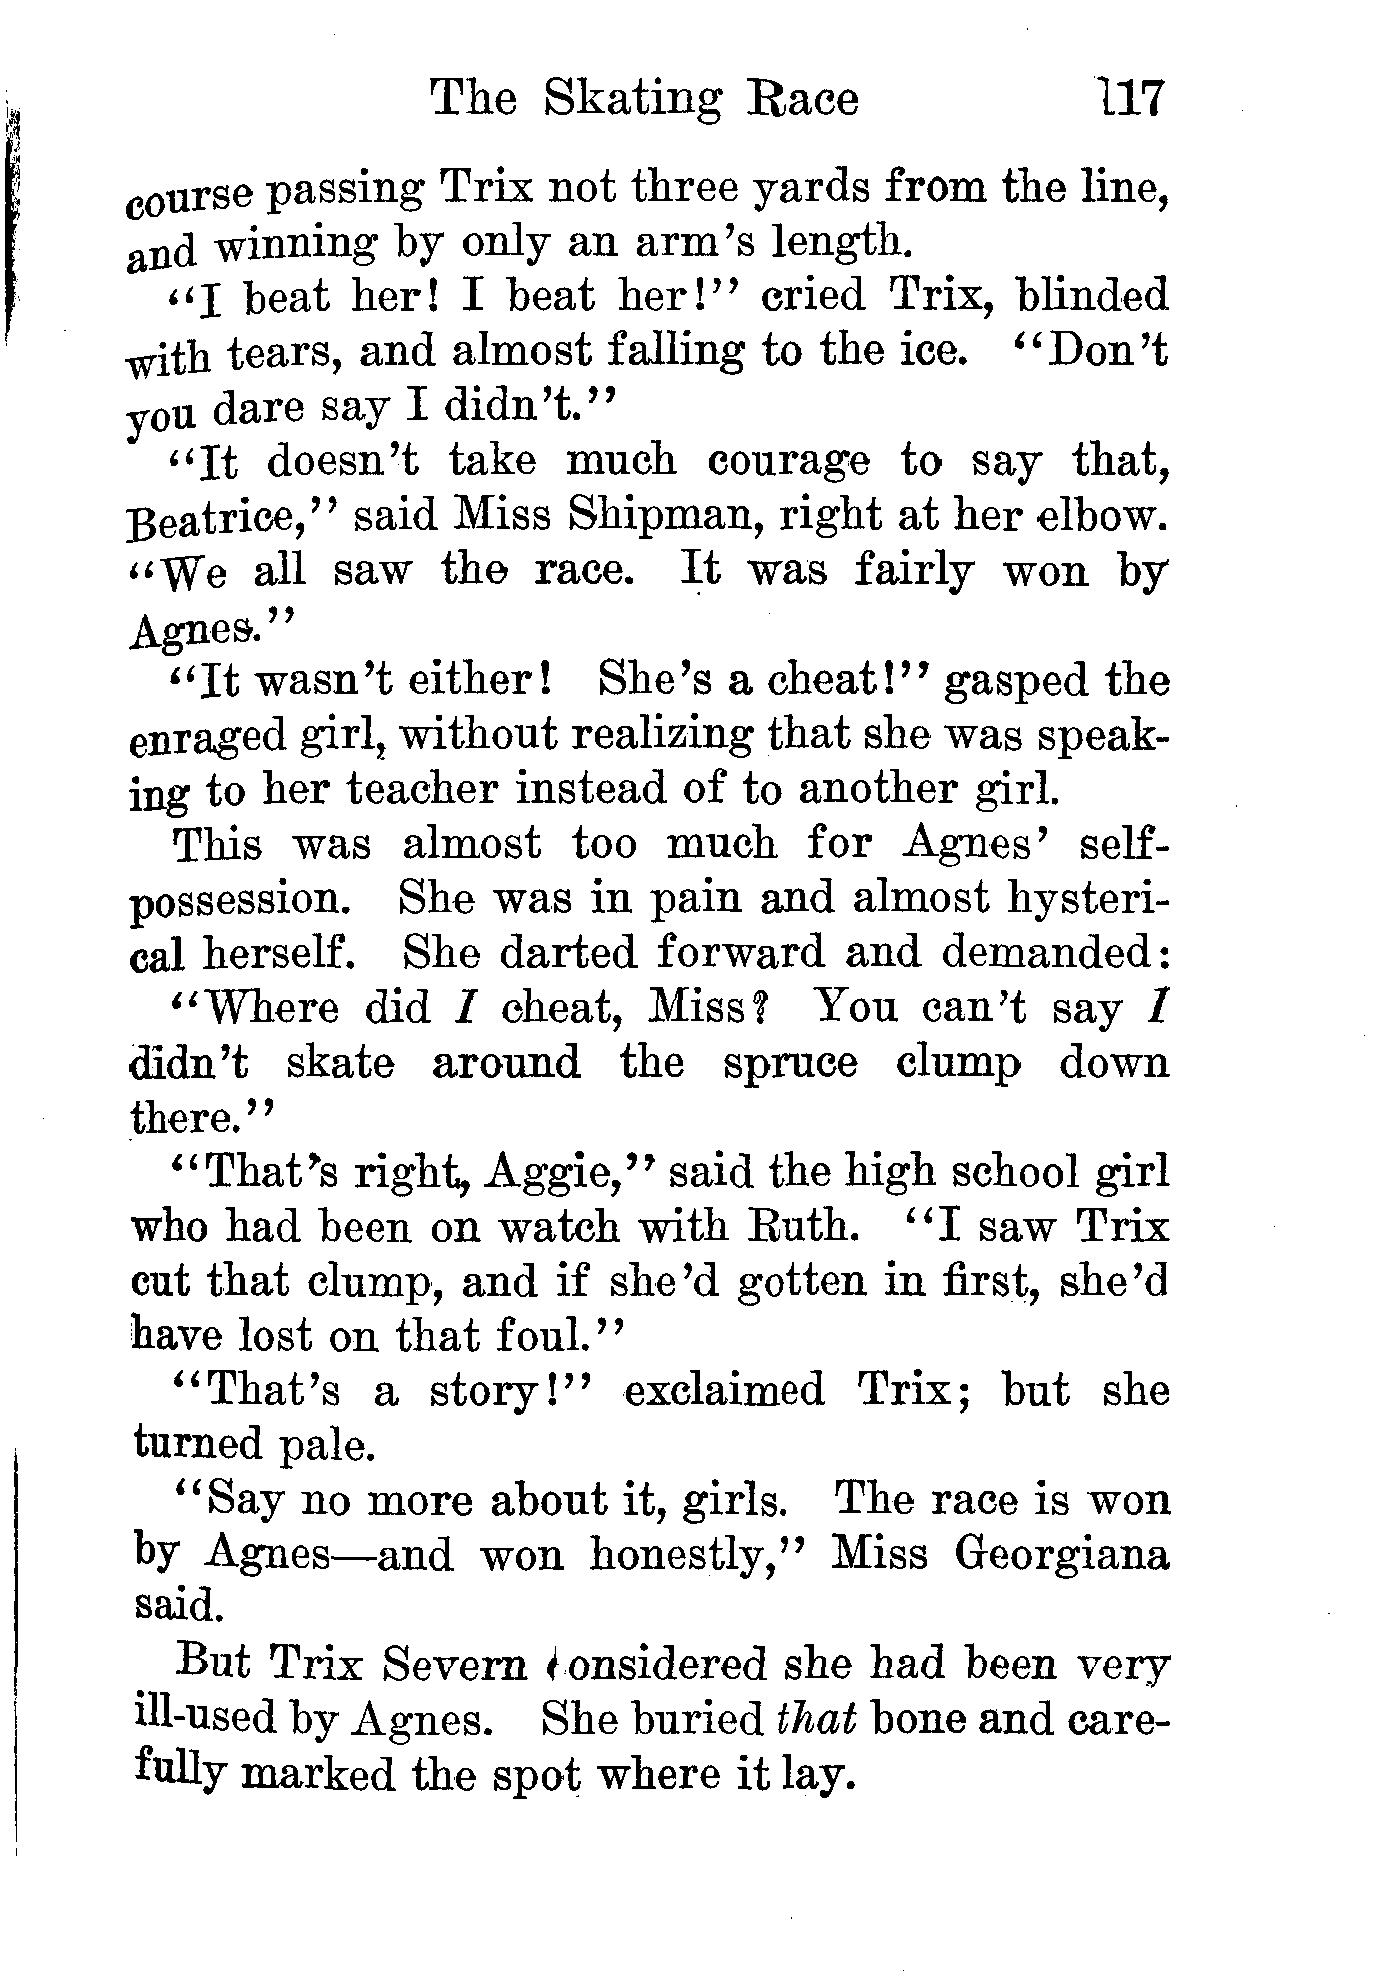 The Skating Race 117
course passing Trix not three yards from the line,
and winning by only an arm's length.
"I beat her! I beat her!" cried Trix, blinded
with tears, and almost falling to the ice. "Don't
you dare say I didn't."
"It doesn't take much courage to say that,
Beatrice," said Miss Shipman, right at her elbow.
"We all saw the race. It was fairly won by
Agnes."
"It wasn't either! She's a cheat!" gasped the
enraged girl, without realizing that she was speak-
ing to her teacher instead of to another girl.
This was almost too much for Agnes' self-
possession. She was in pain and almost hysteri-
cal herself. She darted forward and demanded:
"Where did I cheat, Miss? You can't say I
didn't skate around the spruce clump down
there."
"That's right, Aggie," said the high school girl
who had been on watch with Ruth. "I saw Trix
cut that clump, and if she'd gotten in first, she'd
have lost on that foul."
"That's a story!" exclaimed Trix; but she
turned pale.
"Say no more about it, girls. The race is won
by Agnes—and won honestly," Miss Georgiana
said.
But Trix Severn considered she had been very
ill-used by Agnes. She buried that bone and care-
fully marked the spot where it lay.